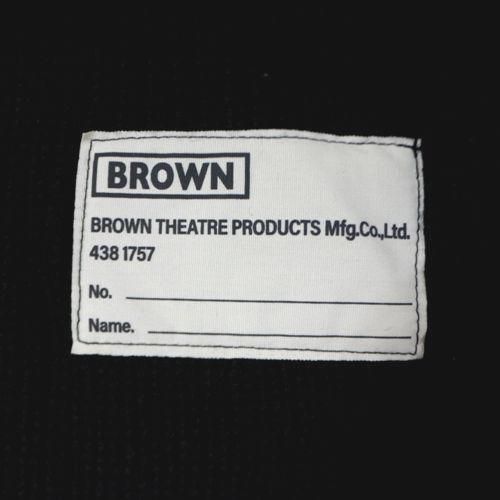 BROWN
BROWN THEATRE PRODUCTS Mfg.Co.,Ltd.
438 1757
No.
Name.